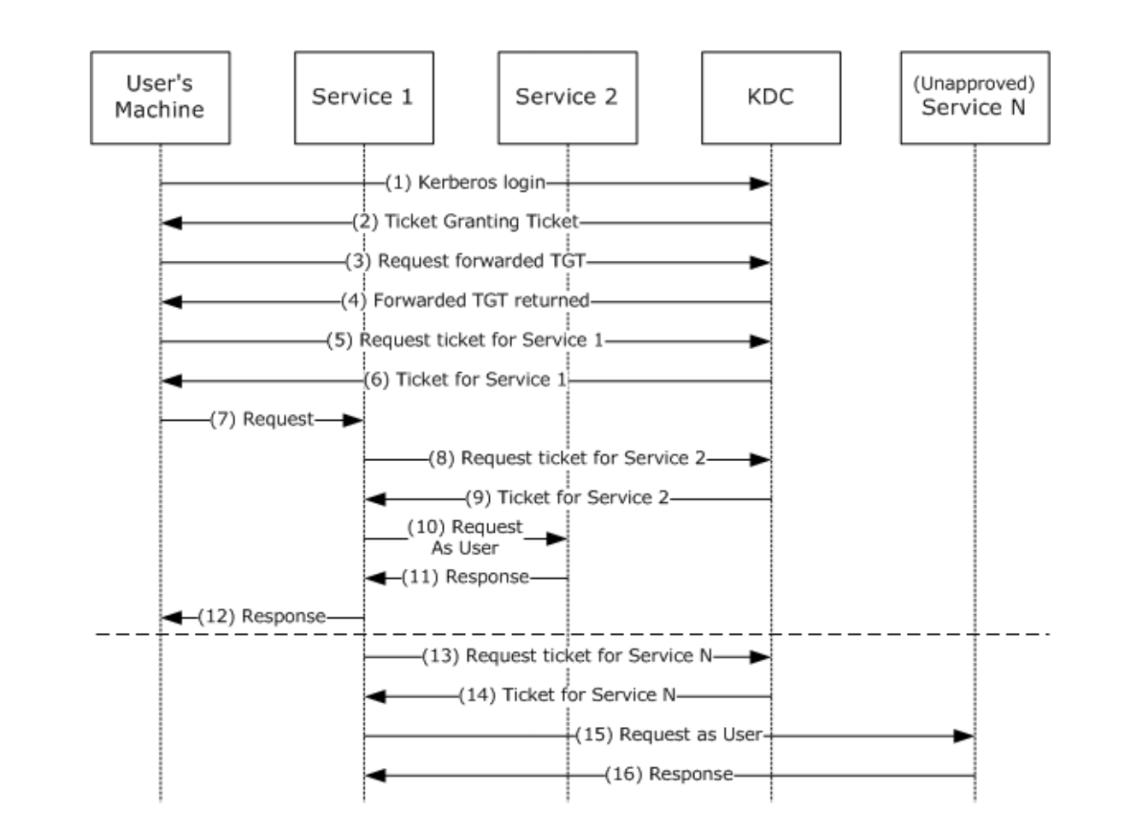 User's
Machine
Service 1
Service 2
KDC
(Unapproved)
Service N
(1) Kerberos login
(2) Ticket Granting Ticket
(3) Request forwarded TGT
(4) Forwarded TGT returned
(5) Request ticket for Service 1
(6) Ticket for Service 1
(7) Request
(8) Request ticket for Service 2
(9) Ticket for Service 2
(10) Request
As User
(11) Response
(12) Response
(13) Request ticket for Service N
(14) Ticket for Service N
(15) Request as User
(16) Response